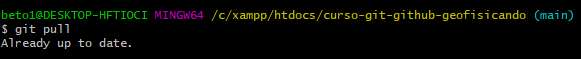 beto1@DESKTOP-HFTIOCI MINGW64 /c/xampp/htdocs/curso-git-github-geofisicando (main)
$ git pull
Already up to date.